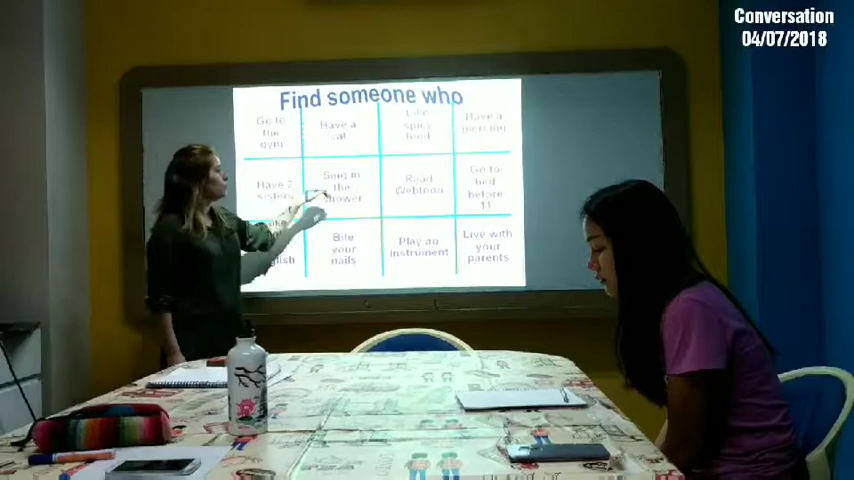 Conversation
04/07/2018
Find someone who
Go to
the
gym
Have a
cat
Like
spicy
food
Have a
piercing
Have 2
sisters
Sing in
the
shower
Read
Webtoon
Go to
bed
before
11
Bite
your
nails
Play an
instrument
Live with
your
parents